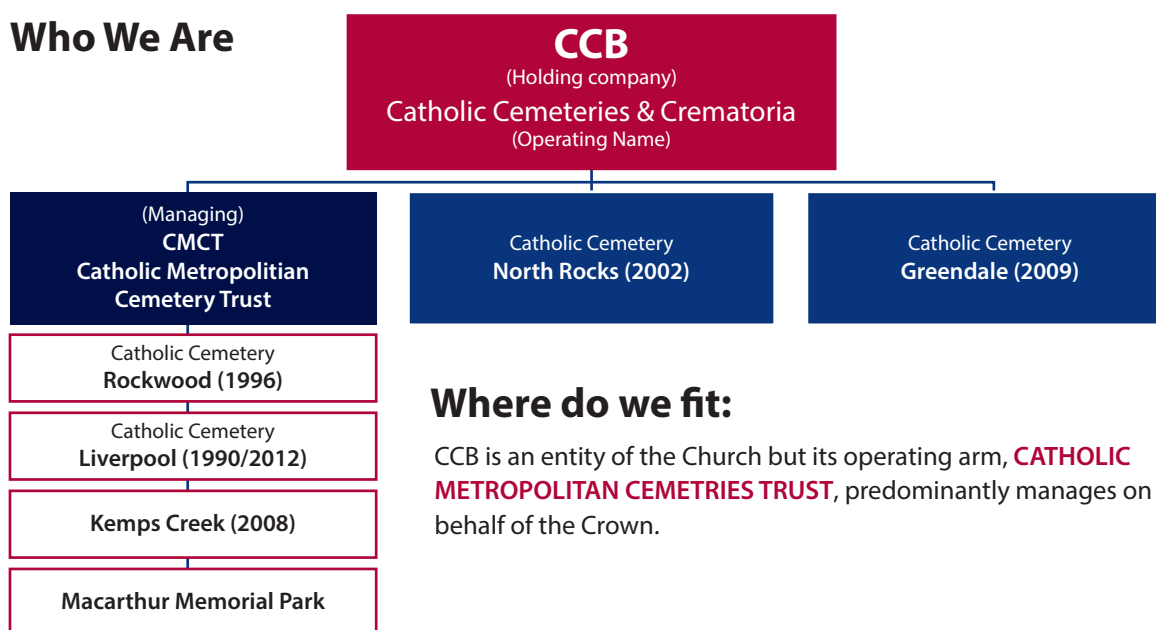 Who We Are
CCB
(Holding company)
Catholic Cemeteries & Crematoria
(Operating Name)
(Managing)
CMCT
Catholic Metropolitan
Cemetery Trust
Catholic Cemetery
North Rocks (2002)
Catholic Cemetery
Greendale (2009)
Catholic Cemetery
Rockwood (1996)
Catholic Cemetery
Liverpool (1990/2012)
Kemps Creek (2008)
Macarthur Memorial Park
Where do we fit:
CCB is an entity of the Church but its operating arm, CATHOLIC
METROPOLITAN CEMETRIES TRUST, predominantly manages on
behalf of the Crown.